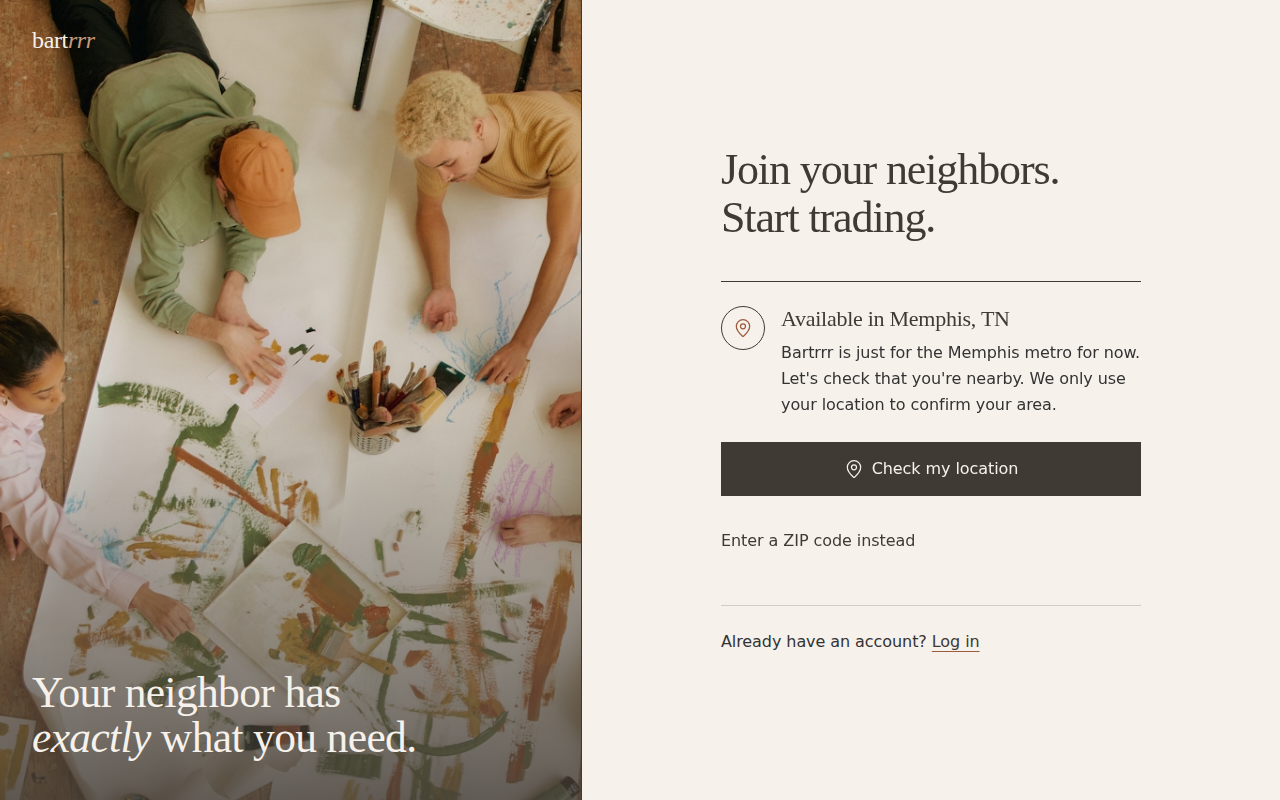 bartrrr
Your neighbor has
exactly what you need.
Join your neighbors.
Start trading.
Available in Memphis, TN
Bartrrr is just for the Memphis metro for now.
Let's check that you're nearby. We only use
your location to confirm your area.
Check my location
Enter a ZIP code instead
Already have an account? Log in